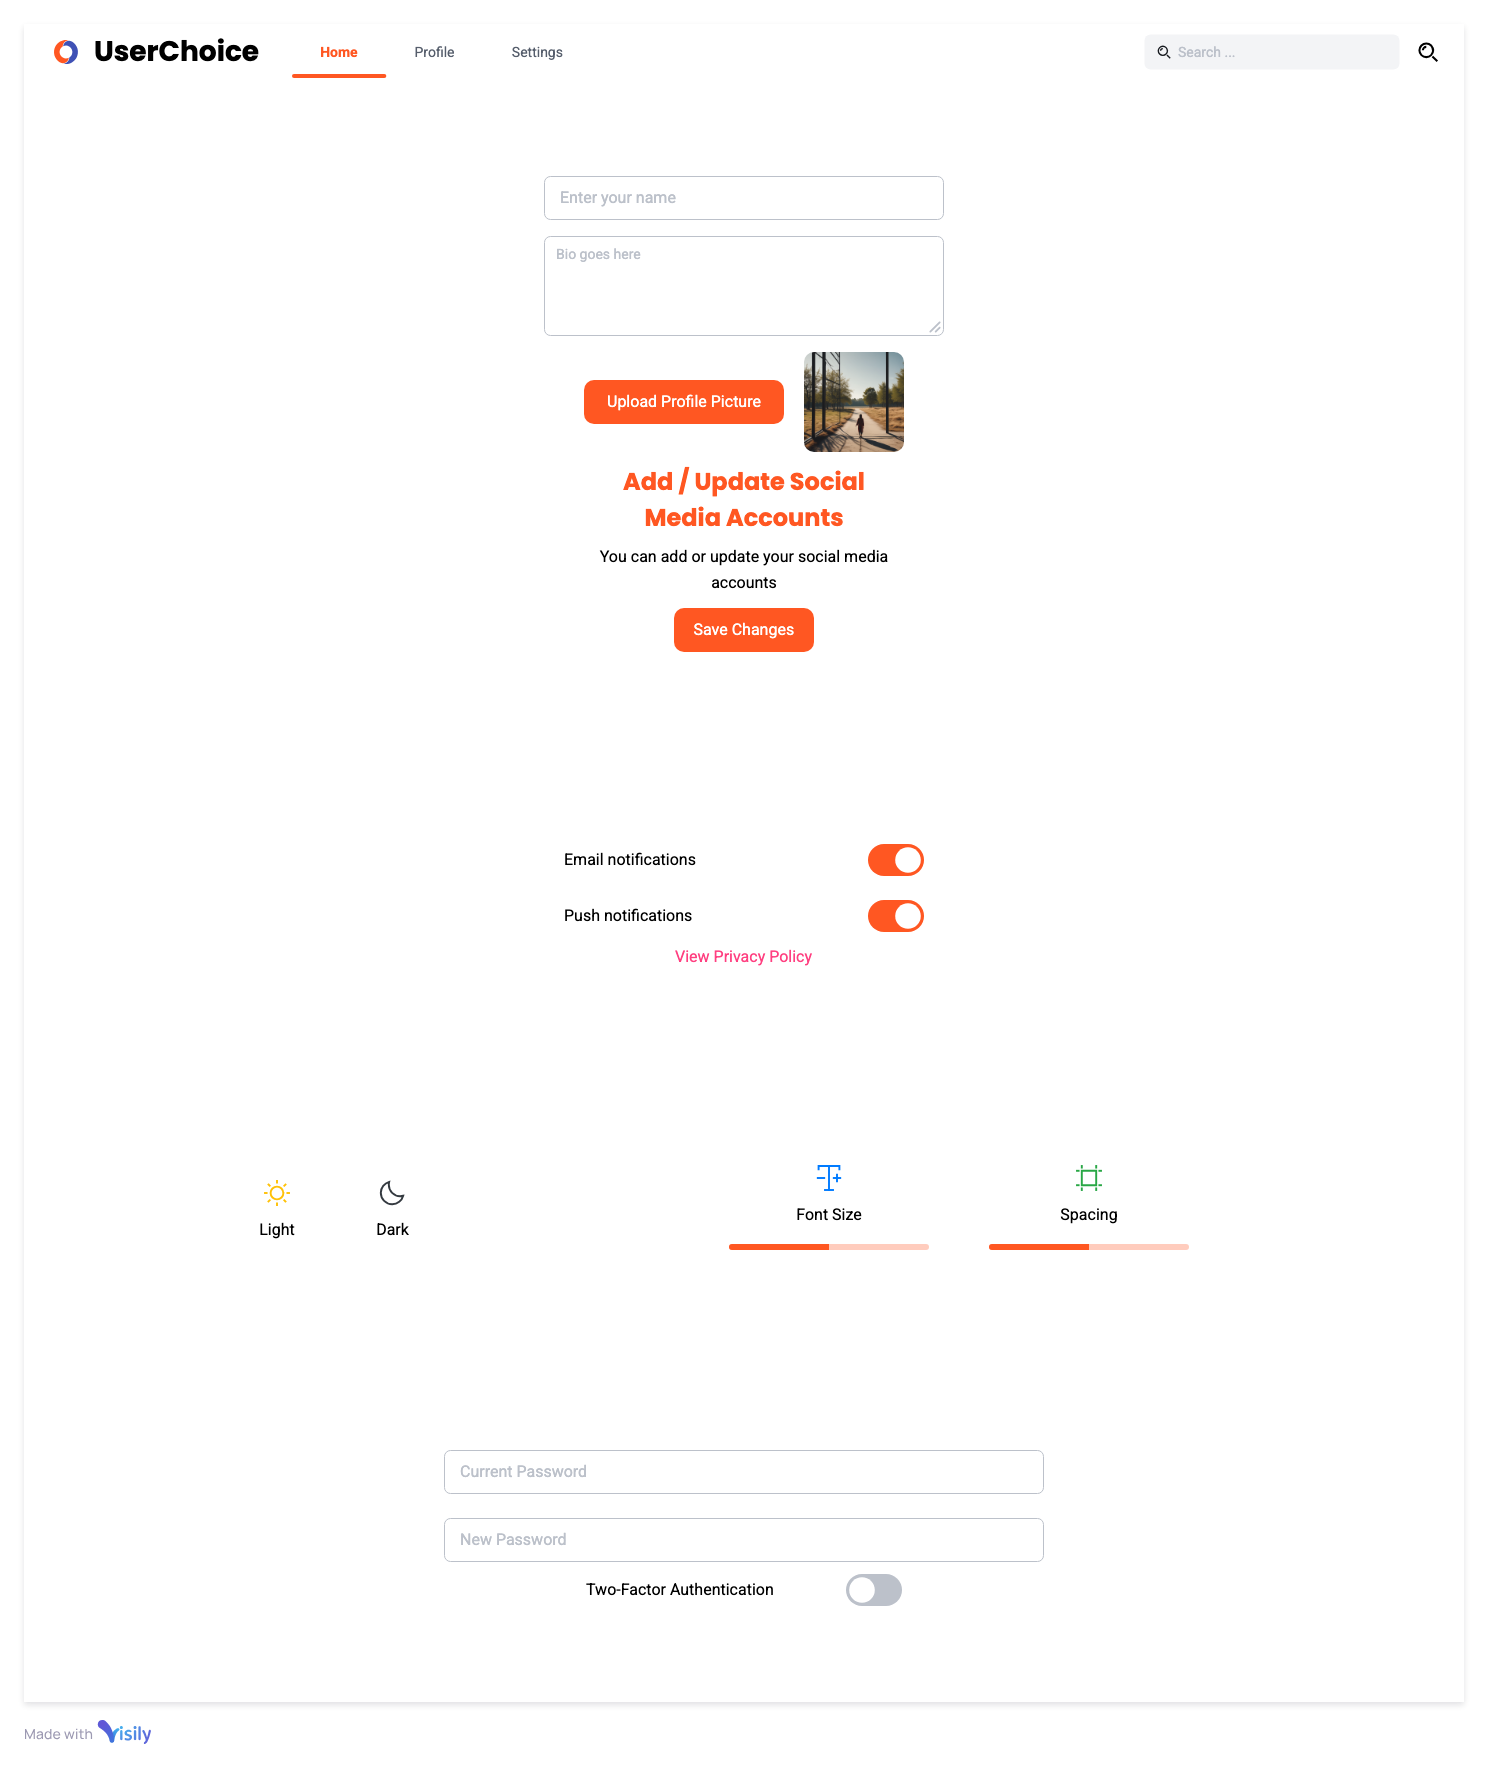 UserChoice
Home
Profile
Settings
Search ...
Enter your name
Bio goes here
Upload Profile Picture
Add / Update Social
Media Accounts
You can add or update your social media
accounts
Save Changes
Email notifications
Push notifications
View Privacy Policy
Light
Dark
Font Size
Spacing
Current Password
New Password
Two-Factor Authentication
Made with Visily